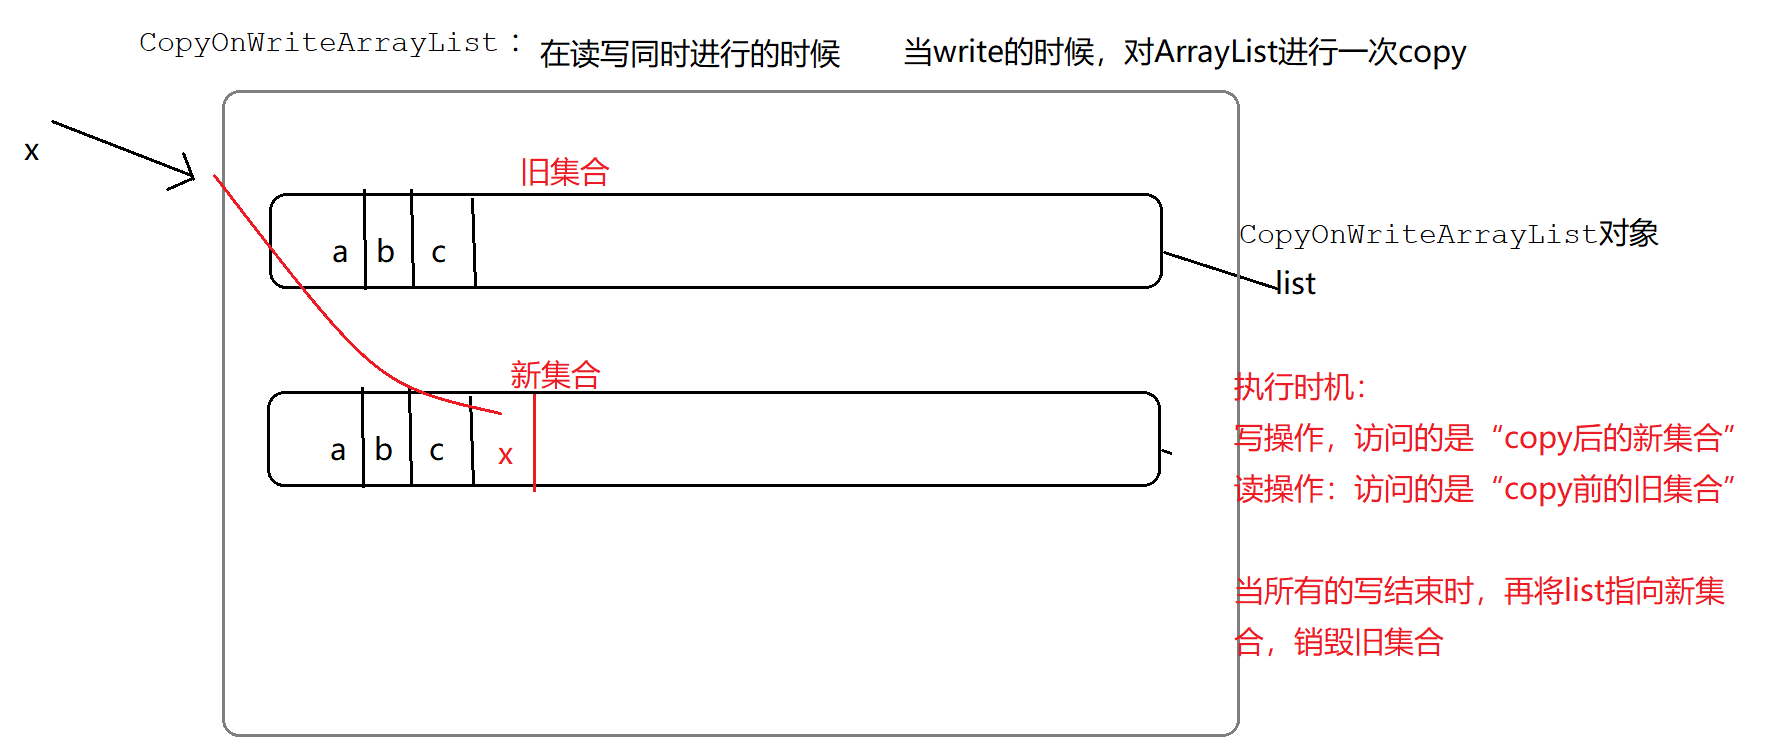 CopyOnWriteArrayList： 在读写同时进行的时候 当write的时候，对ArrayList进行一次copy
x
旧集合
a b c
CopyOnWriteArrayList对象
list
新集合
a b c x
执行时机：
写操作，访问的是“copy后的新集合”
读操作：访问的是“copy前的旧集合”
当所有的写结束时，再将list指向新集
合，销毁旧集合